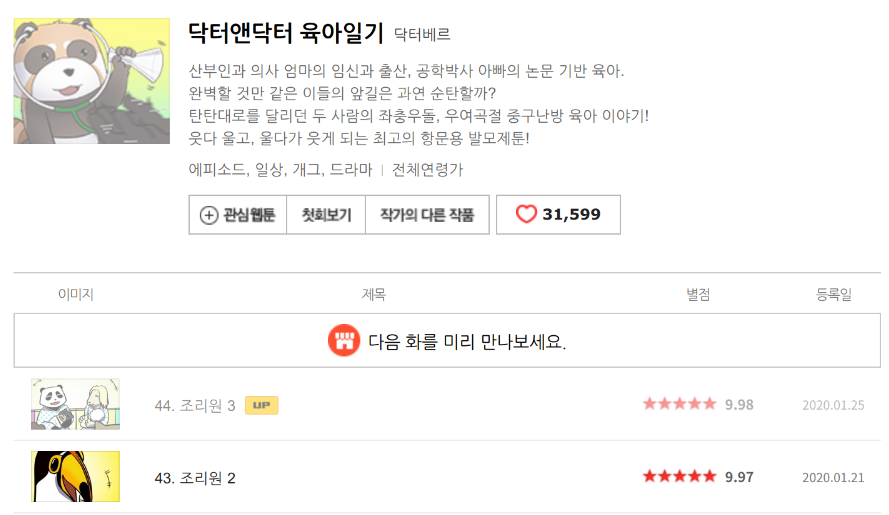 닥터앤닥터 육아일기 닥터베르
산부인과 의사 엄마의 임신과 출산, 공학박사 아빠의 논문 기반 육아.
완벽할 것만 같은 이들의 앞길은 과연 순탄할까?
탄탄대로를 달리던 두 사람의 좌충우돌, 우여곡절 중구난방 육아 이야기!
웃다 울고, 울다가 웃게 되는 최고의 항문용 발모제툰!
에피소드, 일상, 개그, 드라마 | 전체연령가
관심웹툰 첫회보기 작가의 다른 작품 31,599
이미지 제목 별점 등록일
다음 화를 미리 만나보세요.
44. 조리원 3 UP 9.98 2020.01.25
43. 조리원 2 9.97 2020.01.21